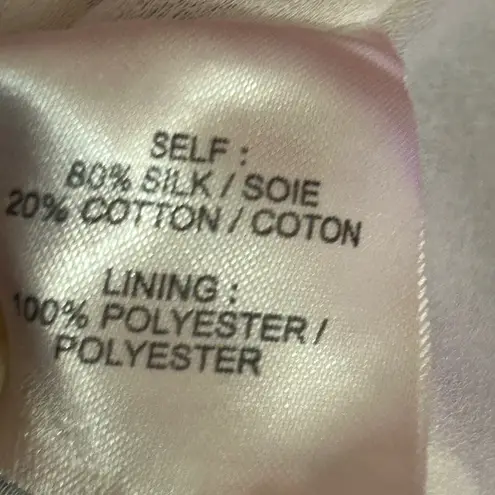 SELF :
80% SILK / SOIE
20% COTTON / COTON
LINING :
100% POLYESTER /
POLYESTER